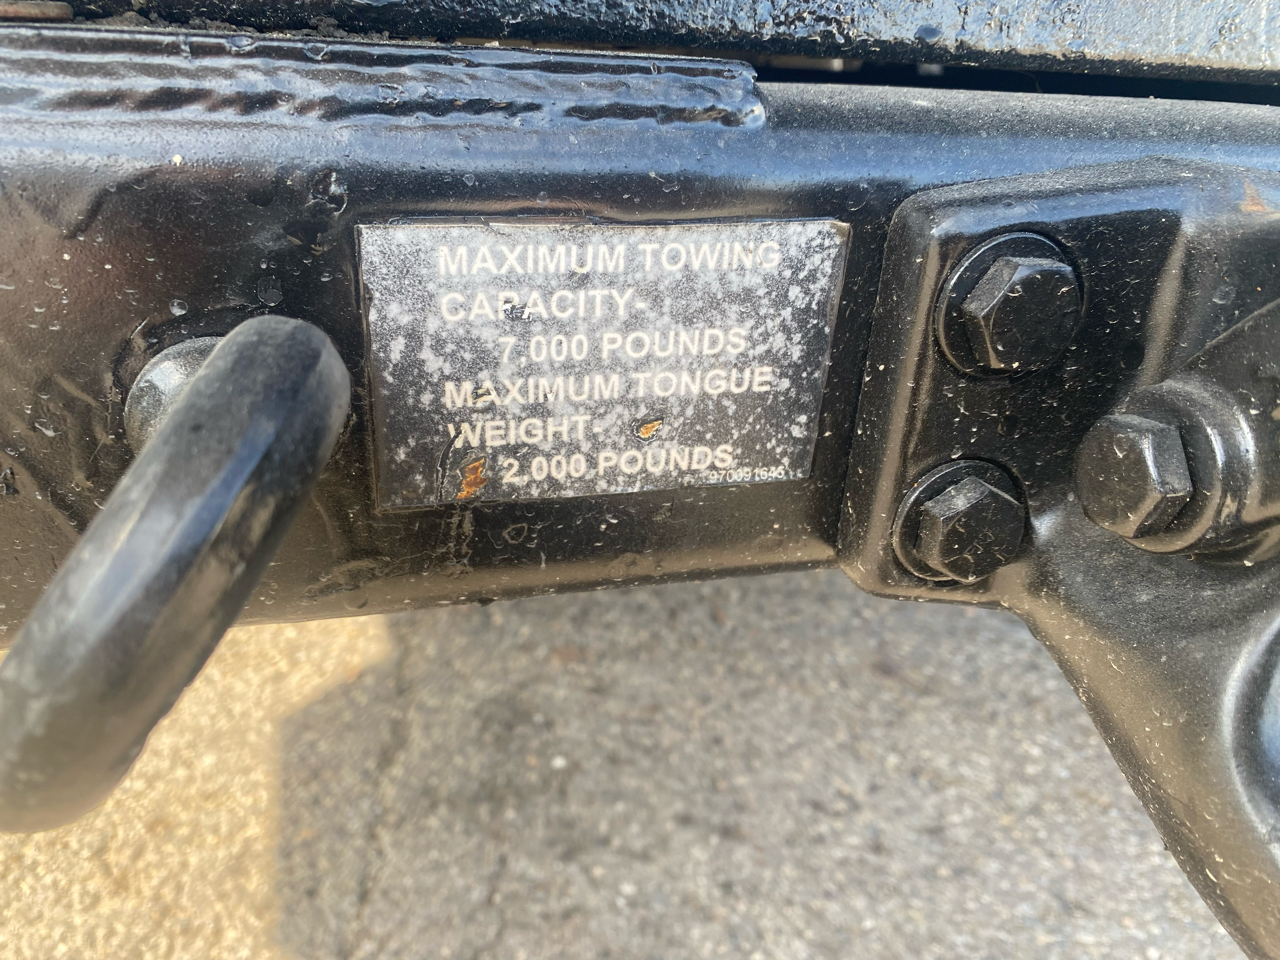 MAXIMUM TOWING
CAPACITY-
7,000 POUNDS
MAXIMUM TONGUE
WEIGHT-
2,000 POUNDS